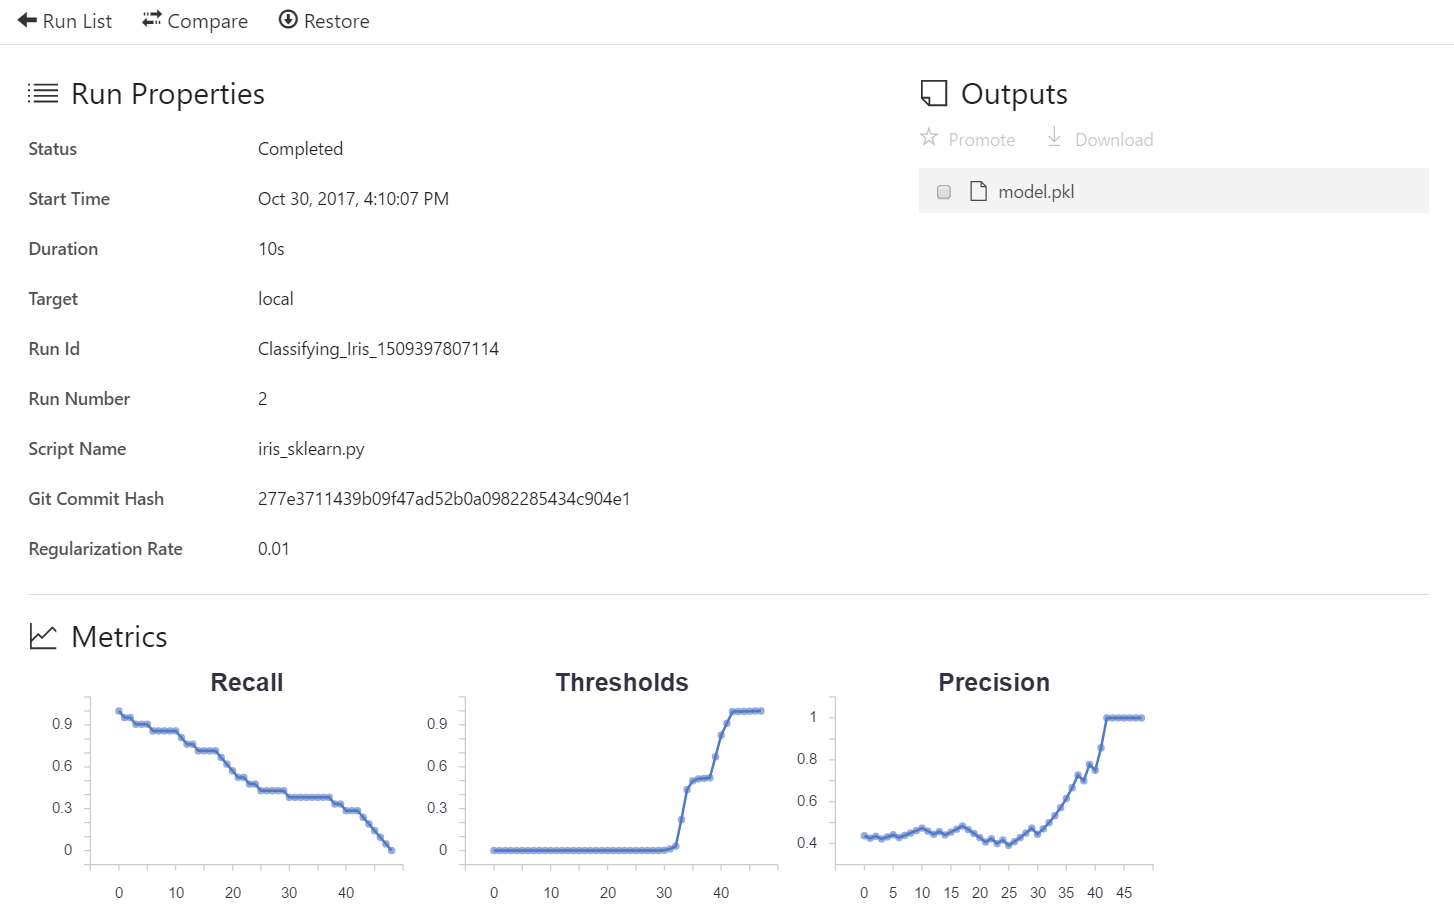 Run List Compare Restore
Run Properties
Status Completed
Start Time Oct 30, 2017, 4:10:07 PM
Duration 10s
Target local
Run Id Classifying_Iris_1509397807114
Run Number 2
Script Name iris_sklearn.py
Git Commit Hash 277e3711439b09f47ad52b0a0982285434c904e1
Regularization Rate 0.01
Outputs
Promote Download
model.pkl
Metrics
Recall
0.9
0.6
0.3
0
0 10 20 30 40
Thresholds
0.9
0.6
0.3
0
0 10 20 30 40
Precision
1
0.8
0.6
0.4
0 5 10 15 20 25 30 35 40 45